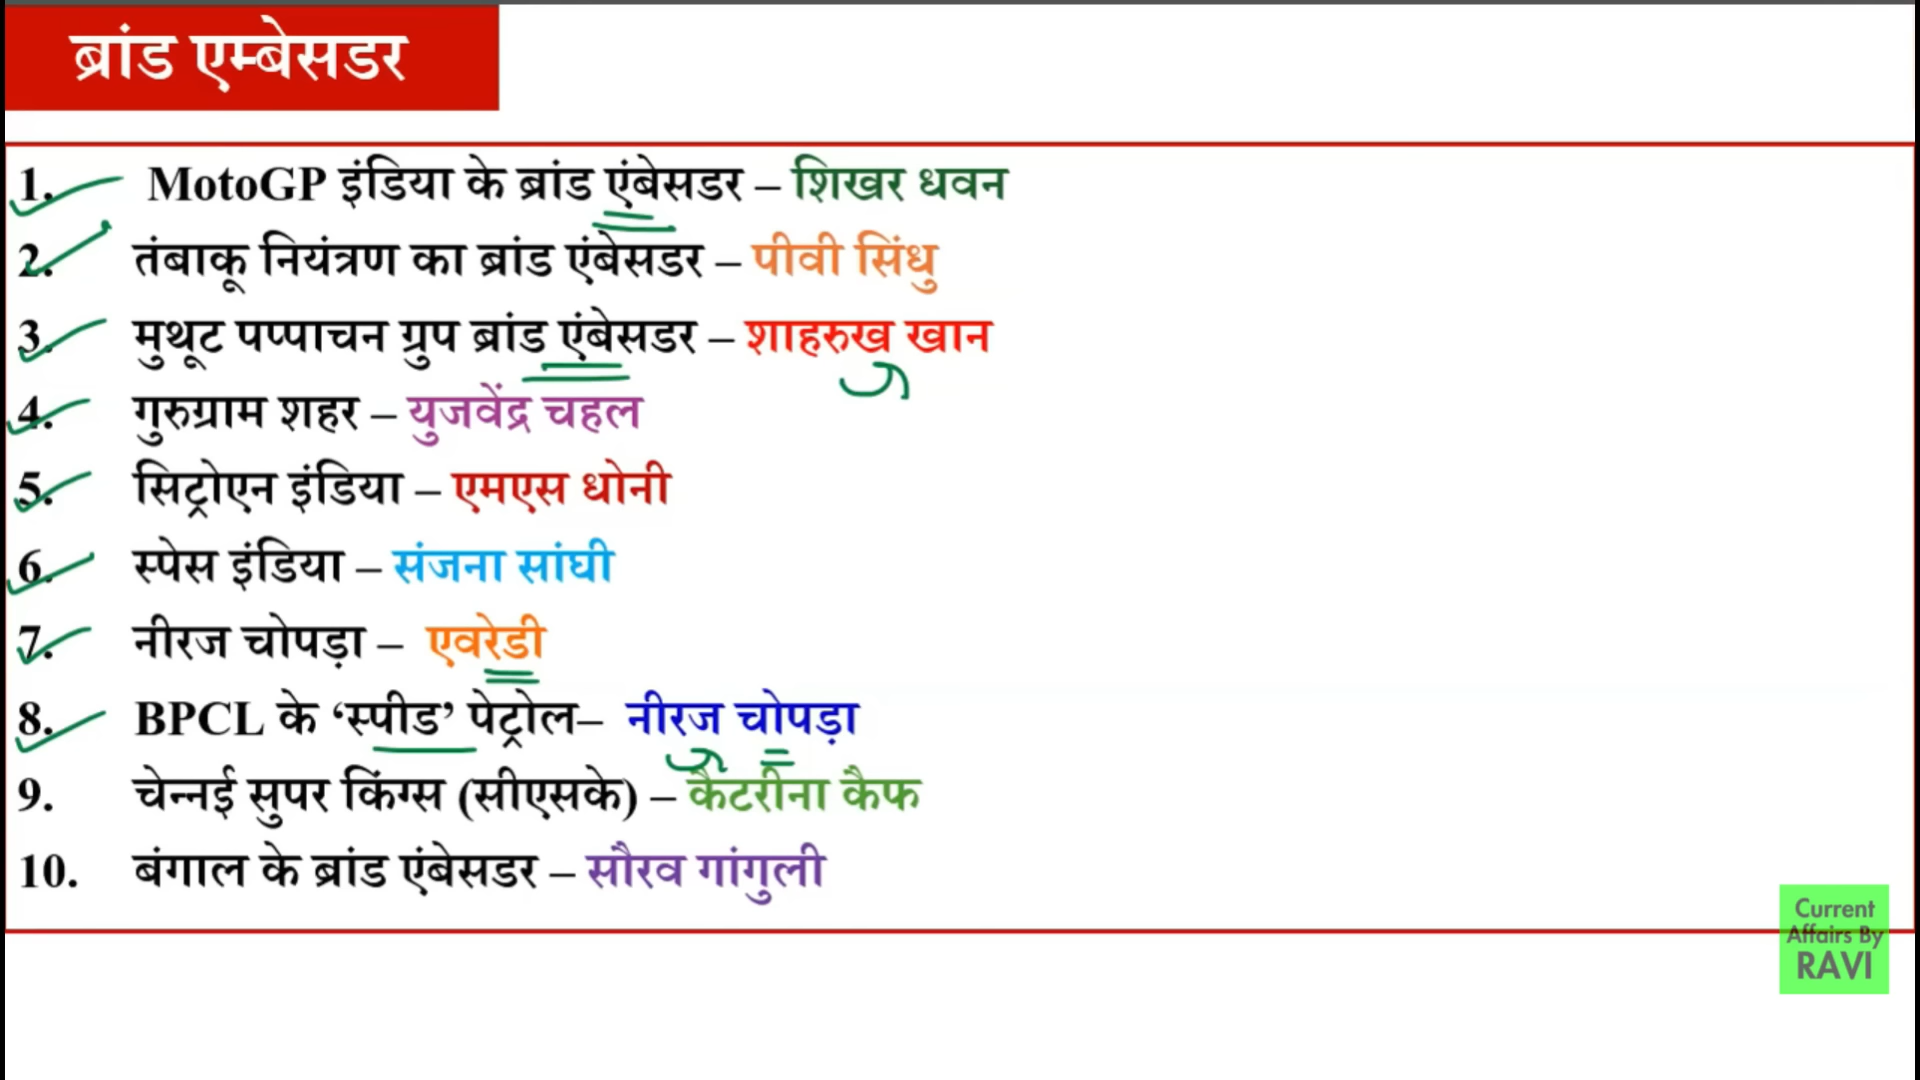 ब्रांड एम्बेसडर
1. MotoGP इंडिया के ब्रांड एंबेसडर – शिखर धवन
2. तंबाकू नियंत्रण का ब्रांड एंबेसडर – पीवी सिंधु
3. मुथूट पप्पाचन ग्रुप ब्रांड एंबेसडर – शाहरुख खान
4. गुरुग्राम शहर – युजवेंद्र चहल
5. सिट्रोएन इंडिया – एमएस धोनी
6. स्पेस इंडिया – संजना सांघी
7. नीरज चोपड़ा – एवरेडी
8. BPCL के ‘स्पीड’ पेट्रोल– नीरज चोपड़ा
9. चेन्नई सुपर किंग्स (सीएसके) – कैटरीना कैफ
10. बंगाल के ब्रांड एंबेसडर – सौरव गांगुली
Current
Affairs By
RAVI